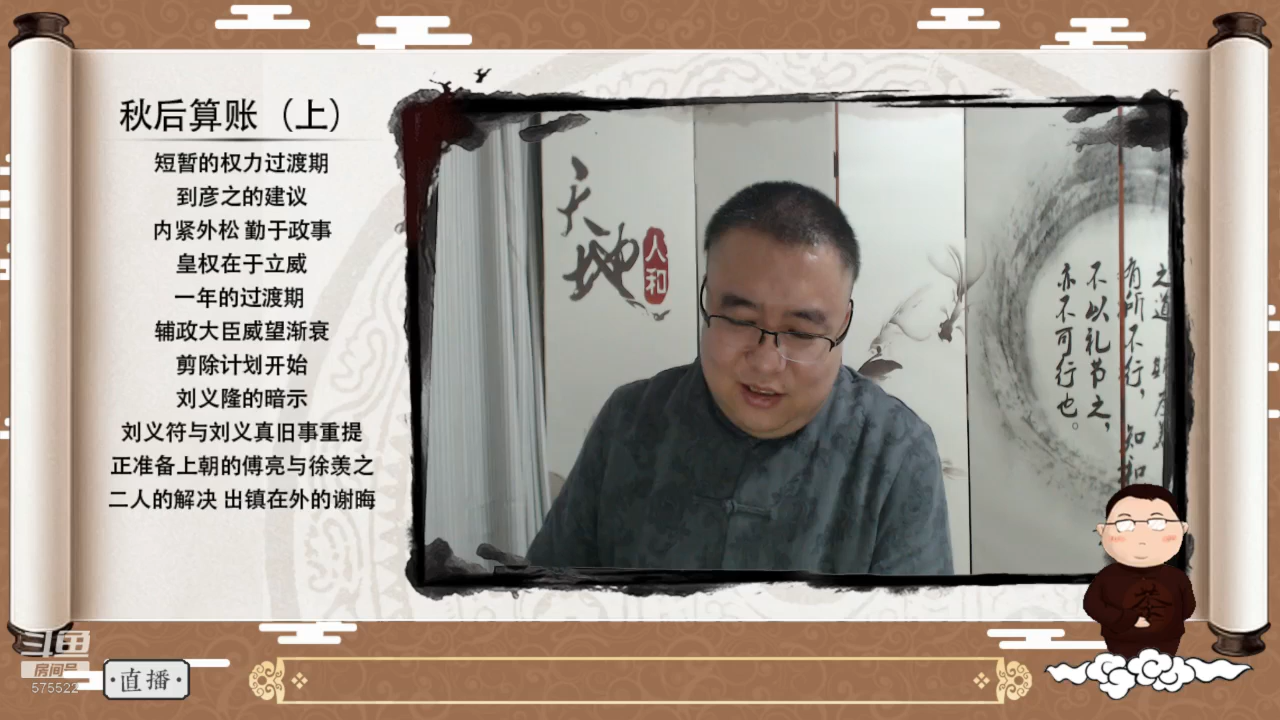 秋后算账（上）
短暂的权力过渡期
到彦之的建议
内紧外松 勤于政事
皇权在于立威
一年的过渡期
辅政大臣威望渐衰
剪除计划开始
刘义隆的暗示
刘义符与刘义真旧事重提
正准备上朝的傅亮与徐羡之
二人的解决 出镇在外的谢晦
天地
人和
之道
有所不行，知和
不以礼节之，
亦不可行也。
茶
斗鱼
房间号
575522
·直播·